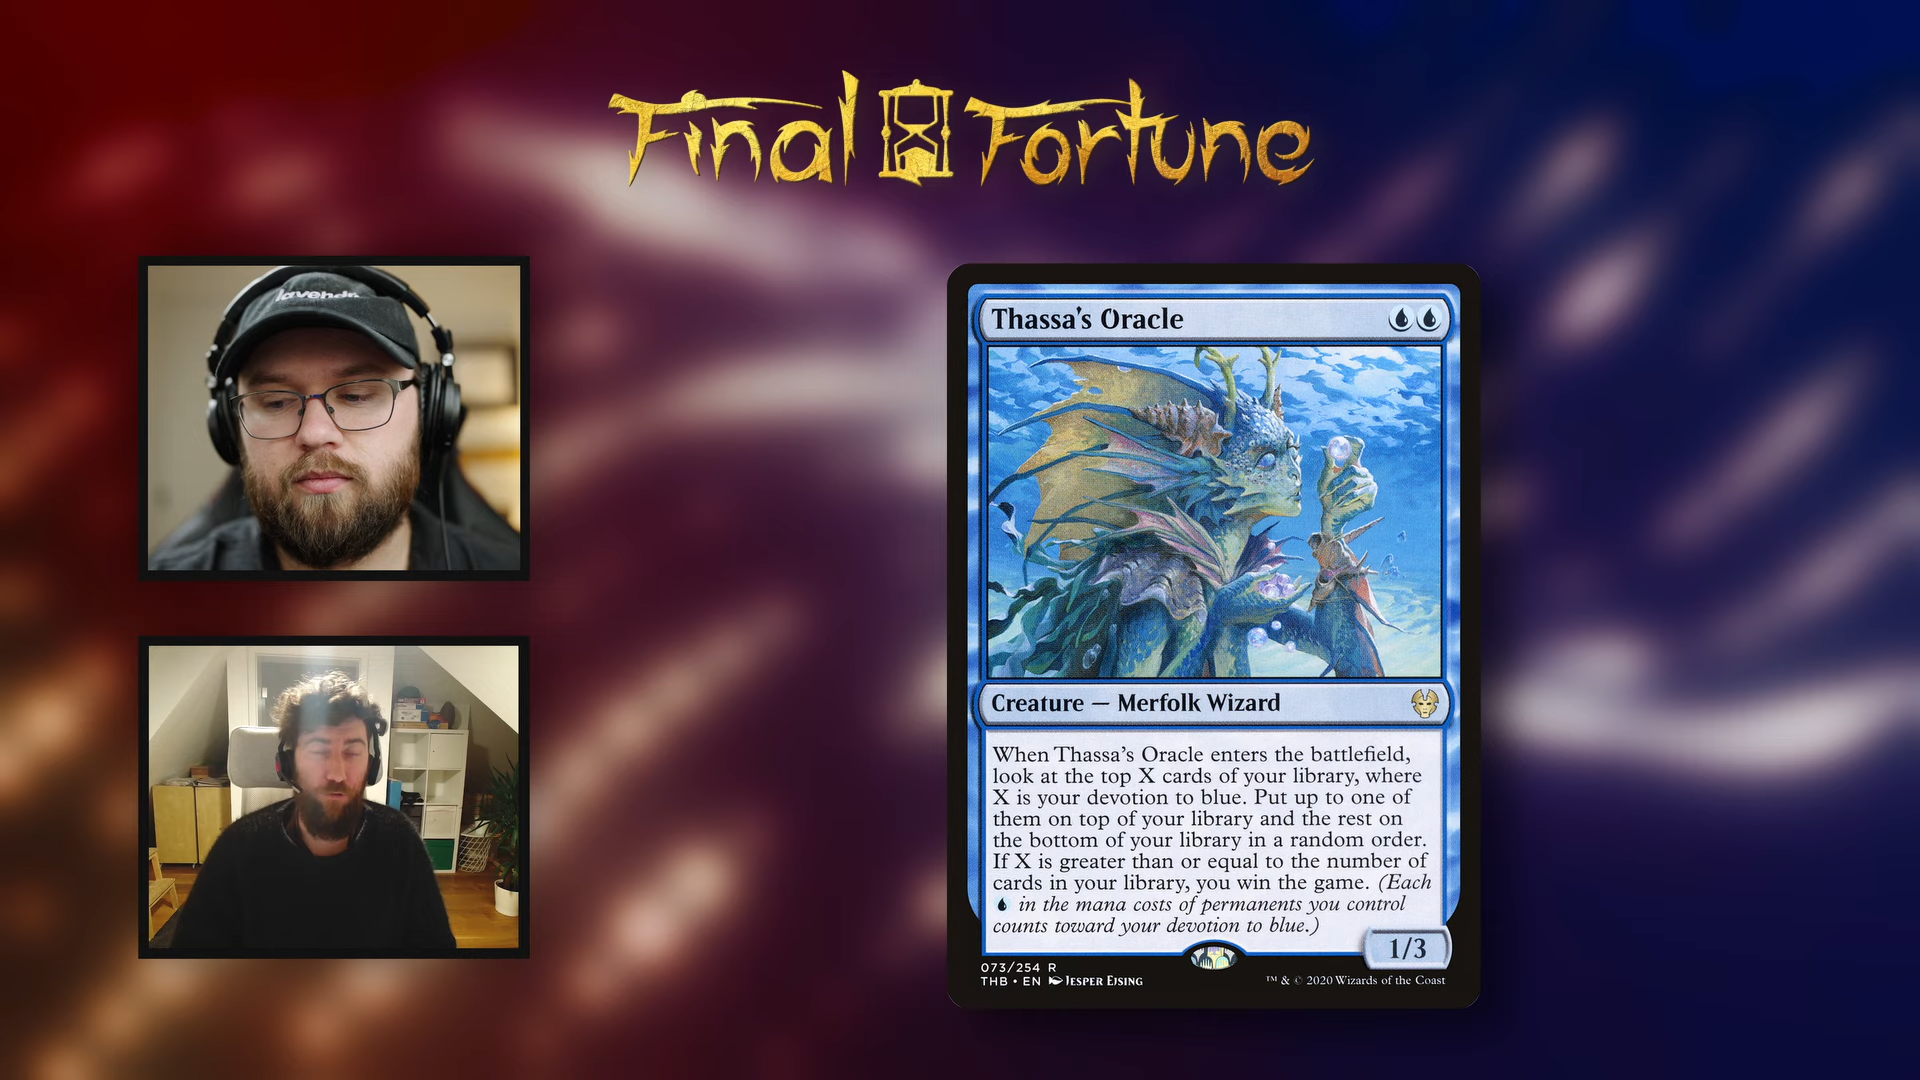 Final Fortune
lavendr
Thassa's Oracle
Creature — Merfolk Wizard
When Thassa's Oracle enters the battlefield,
look at the top X cards of your library, where
X is your devotion to blue. Put up to one of
them on top of your library and the rest on
the bottom of your library in a random order.
If X is greater than or equal to the number of
cards in your library, you win the game. (Each
in the mana costs of permanents you control
counts toward your devotion to blue.)
1/3
073/254 R
THB • EN Jesper Ejsing
™ & © 2020 Wizards of the Coast